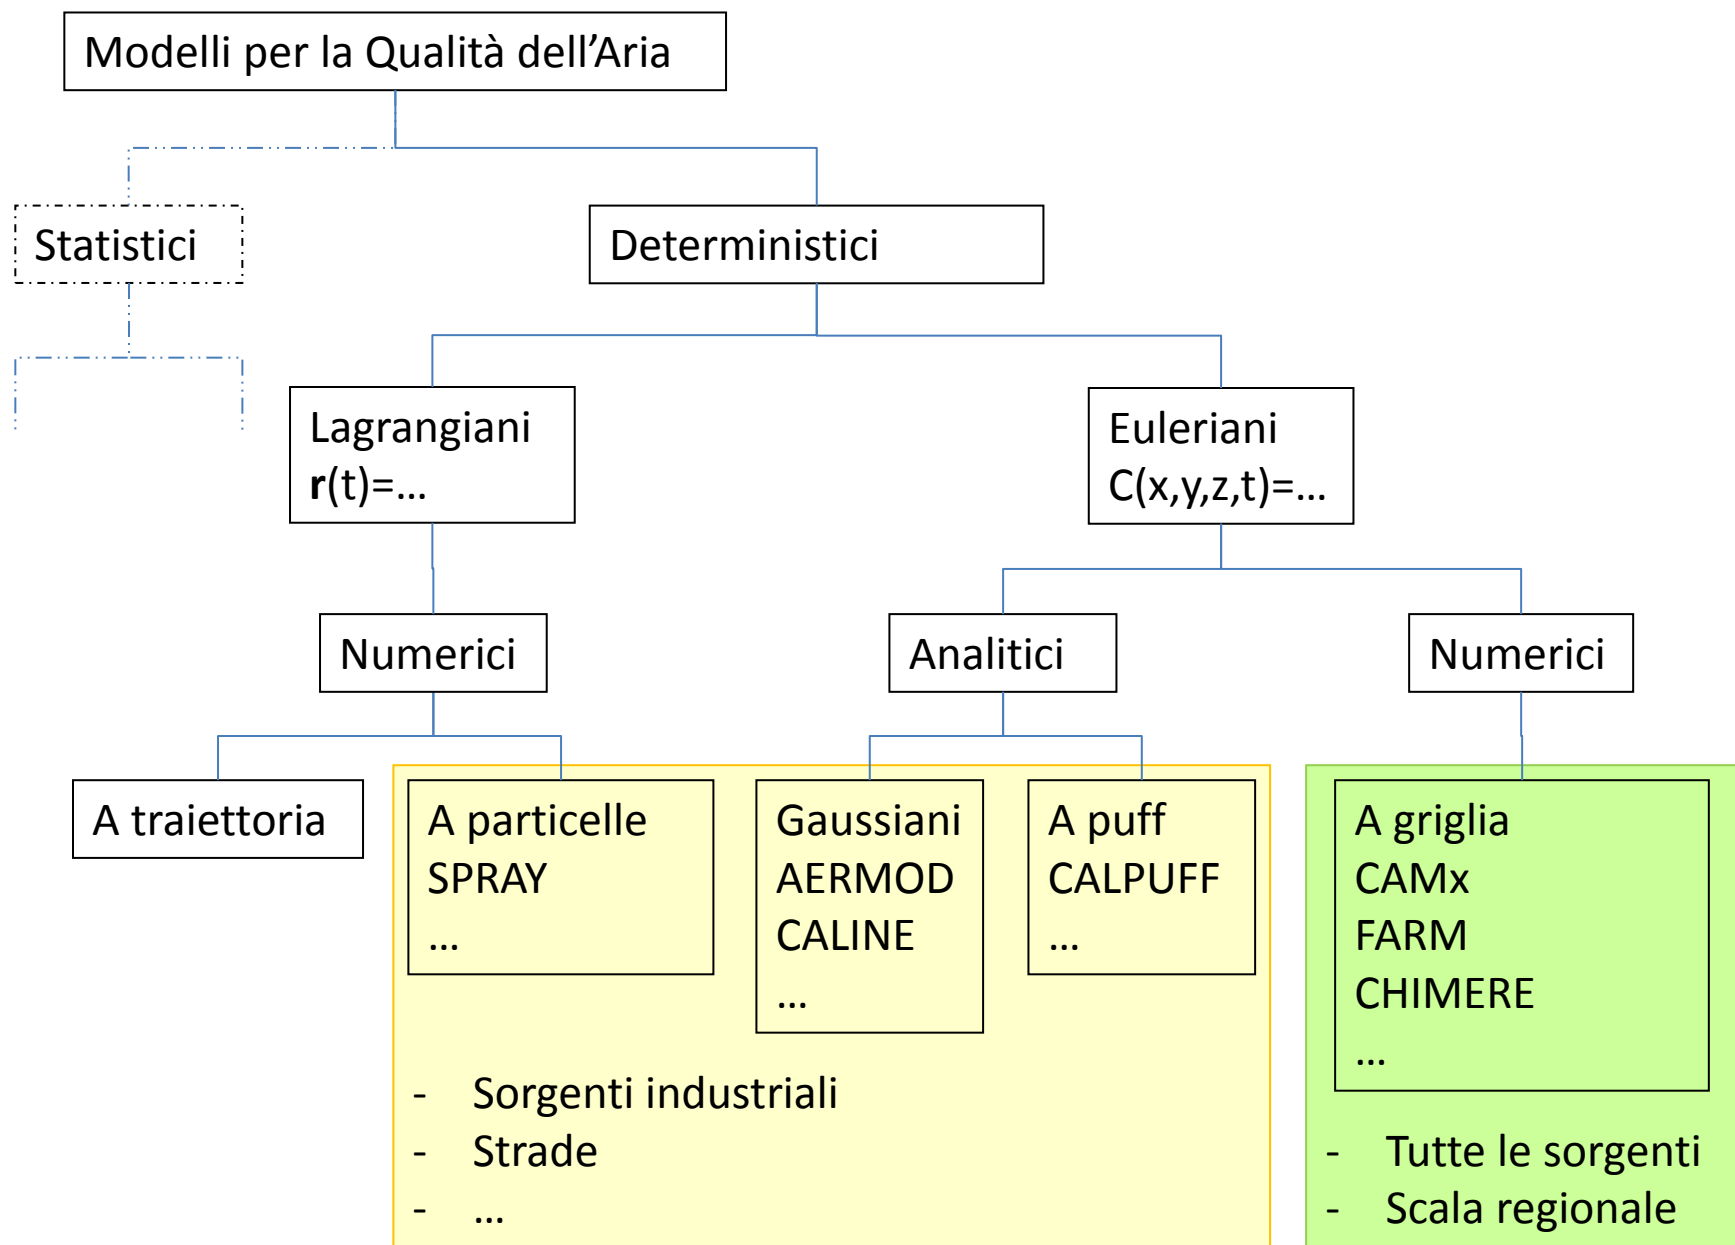 Modelli per la Qualità dell’Aria
Statistici
Deterministici
Lagrangiani
r(t)=…
Euleriani
C(x,y,z,t)=…
Numerici
Analitici
Numerici
A traiettoria
A particelle
SPRAY
…
Gaussiani
AERMOD
CALINE
…
A puff
CALPUFF
…
A griglia
CAMx
FARM
CHIMERE
…
- Sorgenti industriali
- Strade
- …
- Tutte le sorgenti
- Scala regionale